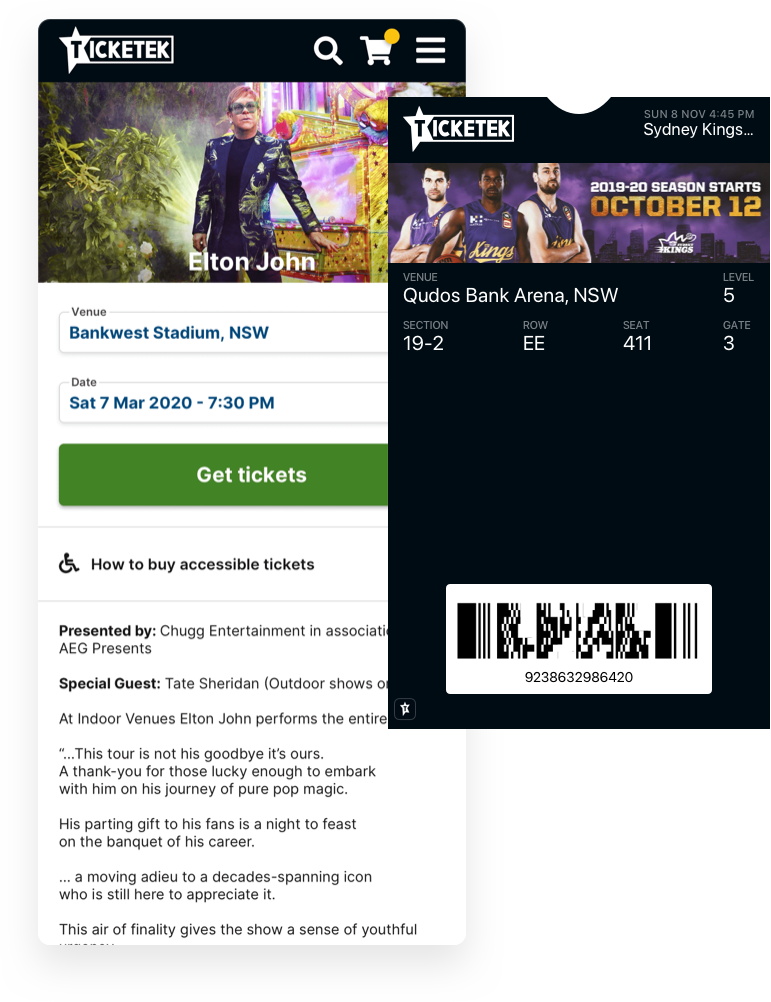 TICKETEK
Elton John
Venue
Bankwest Stadium, NSW
Date
Sat 7 Mar 2020 - 7:30 PM
Get tickets
How to buy accessible tickets
Presented by: Chugg Entertainment in
AEG Presents
Special Guest: Tate Sheridan (Outdoor shows
At Indoor Venues Elton John performs the entire
“...This tour is not his goodbye it’s ours.
A thank-you for those lucky enough to embark
with him on his journey of pure pop magic.
His parting gift to his fans is a night to feast
on the banquet of his career.
... a moving adieu to a decades-spanning icon
who is still here to appreciate it.
This air of finality gives the show a sense of youthful
TICKETEK
SUN 8 NOV 4:45 PM
Sydney Kings...
2019-20 SEASON STARTS
OCTOBER 12
Kings
KINGS
VENUE LEVEL
Qudos Bank Arena, NSW 5
SECTION ROW SEAT GATE
19-2 EE 411 3
9238632986420